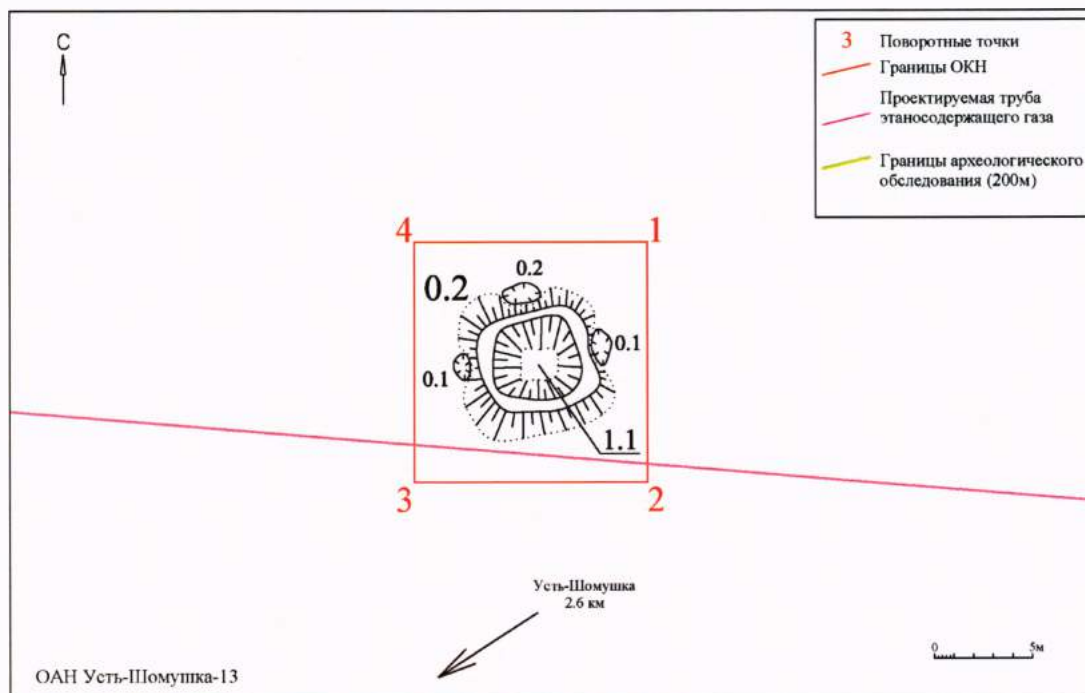 С
3 Поворотные точки
Границы ОКН
Проектируемая труба
этаносодержащего газа
Границы археологического
обследования (200м)
4
1
0.2
0.2
0.1
0.1
1.1
3
2
Усть-Шомушка
2.6 км
0
5м
ОАН Усть-Шомушка-13